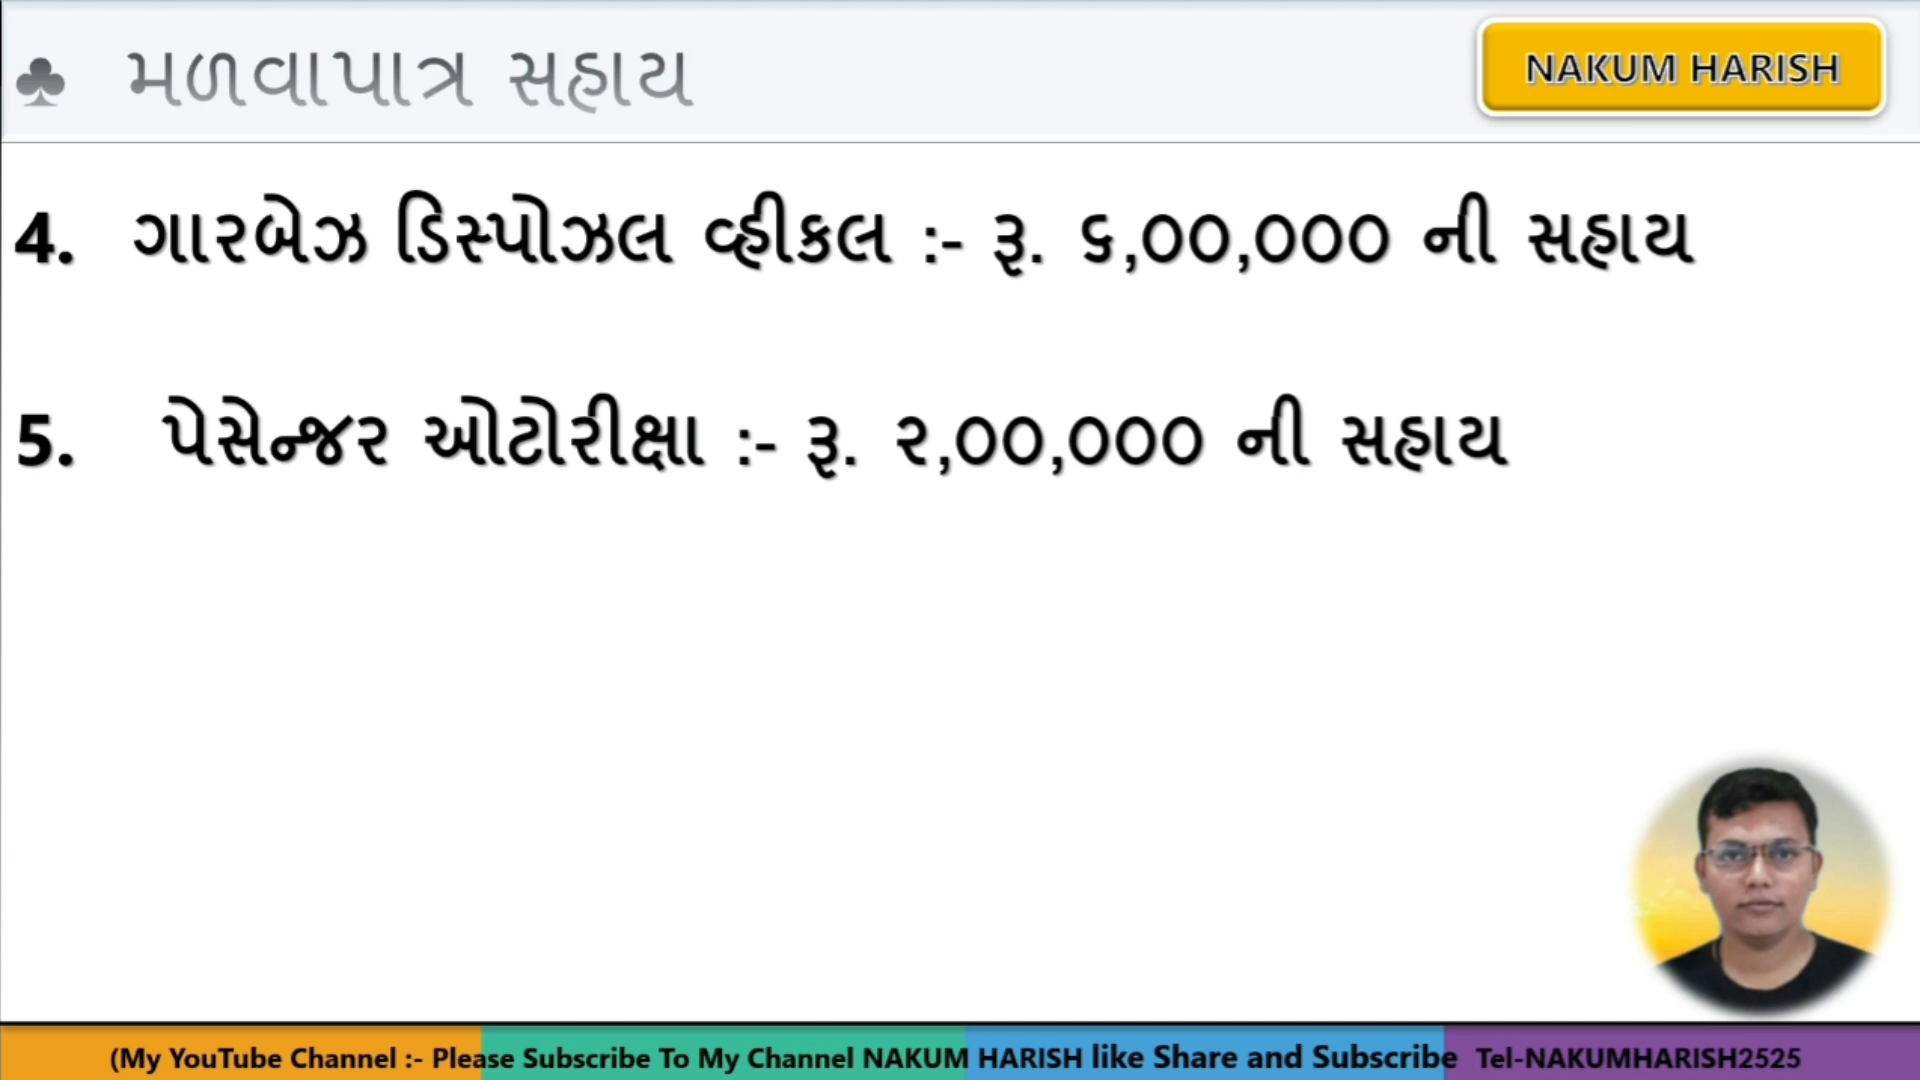 ♣ મળવાપાત્ર સહાય
NAKUM HARISH
4. ગારબેઝ ડિસ્પોઝલ વ્હીકલ :- રૂ. ૬,૦૦,૦૦૦ ની સહાય
5. પેસેન્જર ઓટોરીક્ષા :- રૂ. ૨,૦૦,૦૦૦ ની સહાય
(My YouTube Channel :- Please Subscribe To My Channel NAKUM HARISH like Share and Subscribe Tel-NAKUMHARISH2525